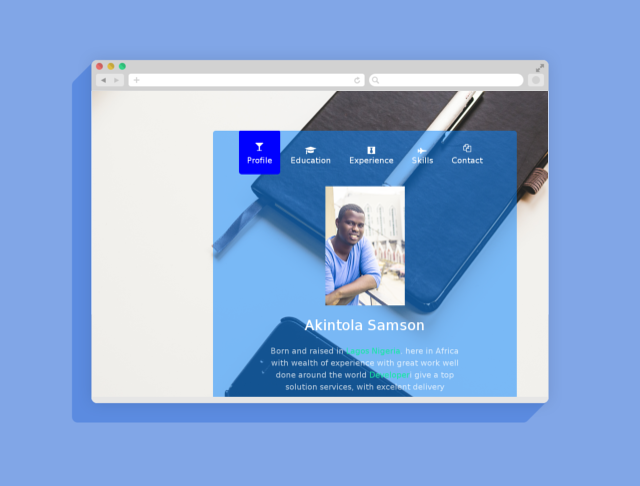 Profile Education Experience Skills Contact
Akintola Samson
Born and raised in Lagos Nigeria, here in Africa
with wealth of experience with great work well
done around the world i give a top
solution services, with excelent delivery